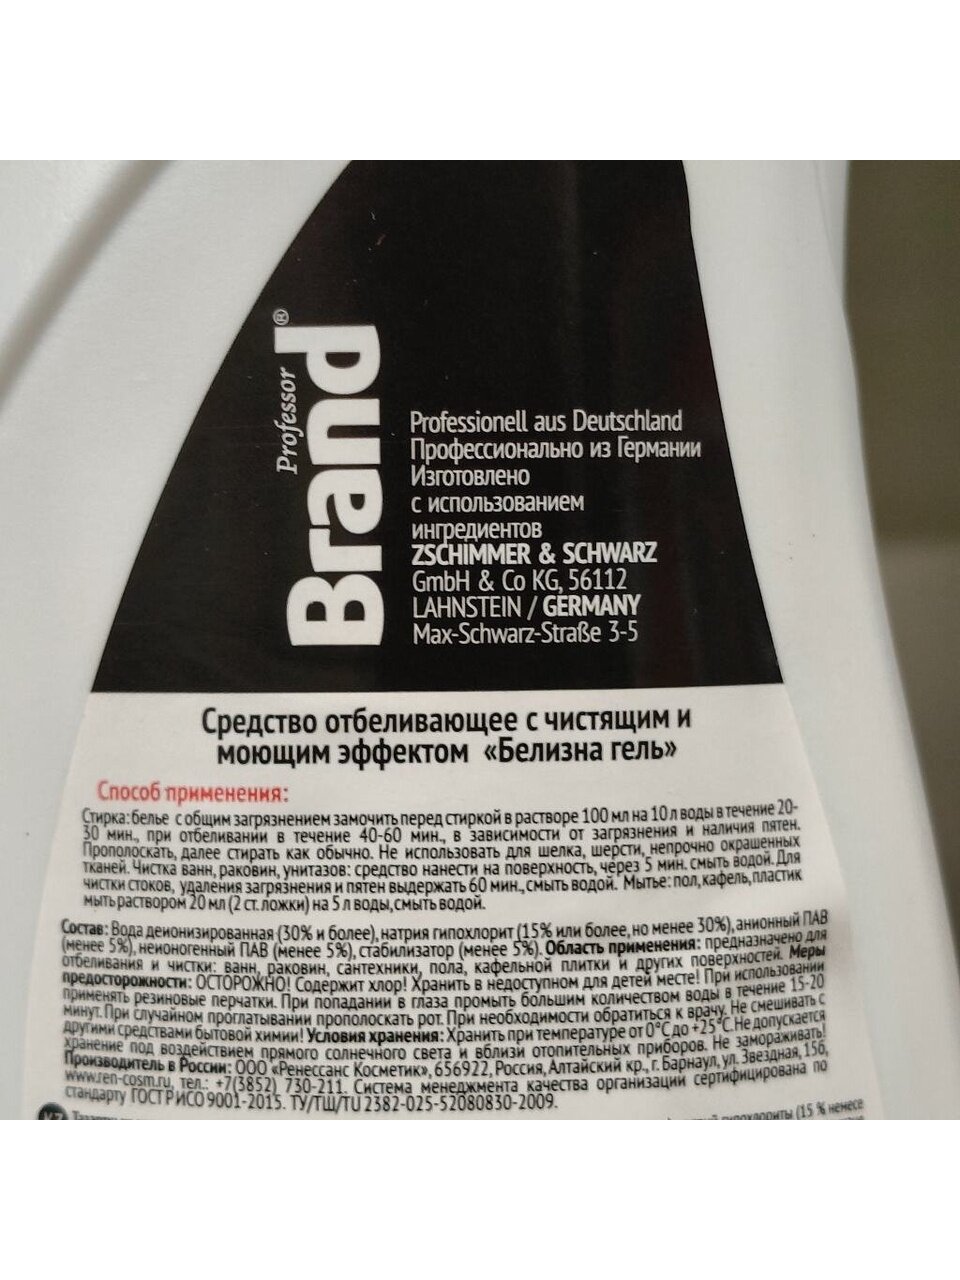 Professor®
Brand
Professionell aus Deutschland
Профессионально из Германии
Изготовлено
с использованием
ингредиентов
ZSCHIMMER & SCHWARZ
GmbH & Co KG, 56112
LAHNSTEIN / GERMANY
Max-Schwarz-Straße 3-5
Средство отбеливающее с чистящим и
моющим эффектом «Белизна гель»
Способ применения:
Стирка: белье с общим загрязнением замочить перед стиркой в растворе 100 мл на 10 л воды в течение 20-
30 мин., при отбеливании в течение 40-60 мин., в зависимости от загрязнения и наличия пятен.
Прополоскать, далее стирать как обычно. Не использовать для шелка, шерсти, непрочно окрашенных
тканей. Чистка ванн, раковин, унитазов: средство нанести на поверхность, через 5 мин. смыть водой. Для
чистки стоков, удаления загрязнения и пятен выдержать 60 мин., смыть водой. Мытье: пол, кафель, пластик
мыть раствором 20 мл (2 ст. ложки) на 5 л воды, смыть водой.
Состав: Вода деионизированная (30% и более), натрия гипохлорит (15% или более, но менее 30%), анионный ПАВ
(менее 5%), неионогенный ПАВ (менее 5%), стабилизатор (менее 5%). Область применения: предназначено для
отбеливания и чистки: ванн, раковин, сантехники, пола, кафельной плитки и других поверхностей. Меры
предосторожности: ОСТОРОЖНО! Содержит хлор! Хранить в недоступном для детей месте! При использовании
применять резиновые перчатки. При попадании в глаза промыть большим количеством воды в течение 15-20
минут. При случайном проглатывании прополоскать рот. При необходимости обратиться к врачу. Не смешивать с
другими средствами бытовой химии! Условия хранения: Хранить при температуре от 0°С до +25°С. Не допускается
хранение под воздействием прямого солнечного света и вблизи отопительных приборов. Не замораживать!
Производитель в России: ООО «Ренессанс Косметик», 656922, Россия, Алтайский кр., г. Барнаул, ул. Звездная, 15б,
www.ren-cosm.ru, тел.: +7(3852) 730-211. Система менеджмента качества организации сертифицирована по
стандарту ГОСТ Р ИСО 9001-2015. ТУ/ТШ/TU 2382-025-52080830-2009.
KZ гипохлориты (15 % немесе